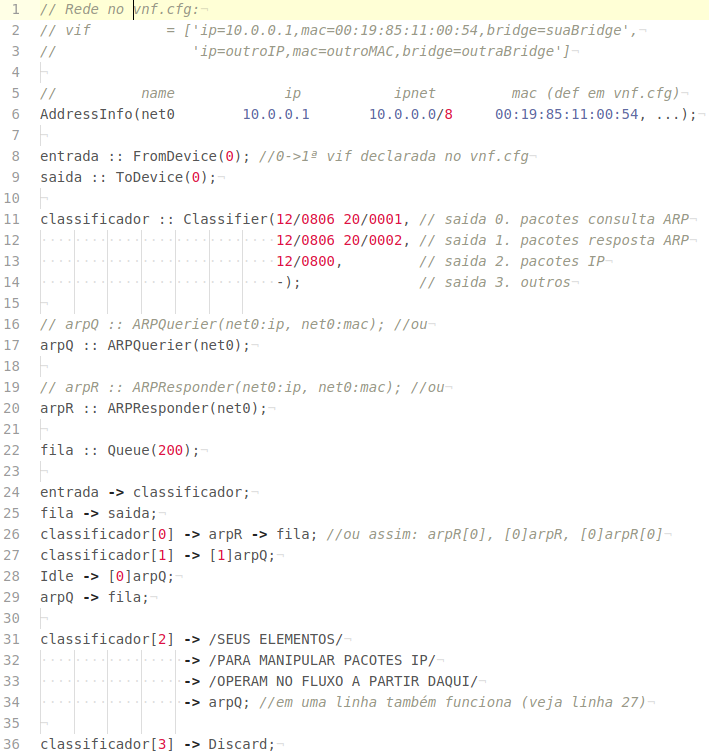 1 // Rede no vnf.cfg:
2 // vif         = ['ip=10.0.0.1,mac=00:19:85:11:00:54,bridge=suaBridge',
3 //                'ip=outroIP,mac=outroMAC,bridge=outraBridge']
4
5 //          name             ip           ipnet         mac (def em vnf.cfg)
6 AddressInfo(net0        10.0.0.1       10.0.0.0/8     00:19:85:11:00:54, ...);
7
8 entrada :: FromDevice(0); //0->1ª vif declarada no vnf.cfg
9 saida :: ToDevice(0);
10
11 classificador :: Classifier(12/0806 20/0001, // saida 0. pacotes consulta ARP
12                             12/0806 20/0002, // saida 1. pacotes resposta ARP
13                             12/0800,         // saida 2. pacotes IP
14                             -);              // saida 3. outros
15
16 // arpQ :: ARPQuerier(net0:ip, net0:mac); //ou
17 arpQ :: ARPQuerier(net0);
18
19 // arpR :: ARPResponder(net0:ip, net0:mac); //ou
20 arpR :: ARPResponder(net0);
21
22 fila :: Queue(200);
23
24 entrada -> classificador;
25 fila -> saida;
26 classificador[0] -> arpR -> fila; //ou assim: arpR[0], [0]arpR, [0]arpR[0]
27 classificador[1] -> [1]arpQ;
28 Idle -> [0]arpQ;
29 arpQ -> fila;
30
31 classificador[2] -> /SEUS ELEMENTOS/
32                  -> /PARA MANIPULAR PACOTES IP/
33                  -> /OPERAM NO FLUXO A PARTIR DAQUI/
34                  -> arpQ; //em uma linha também funciona (veja linha 27)
35
36 classificador[3] -> Discard;